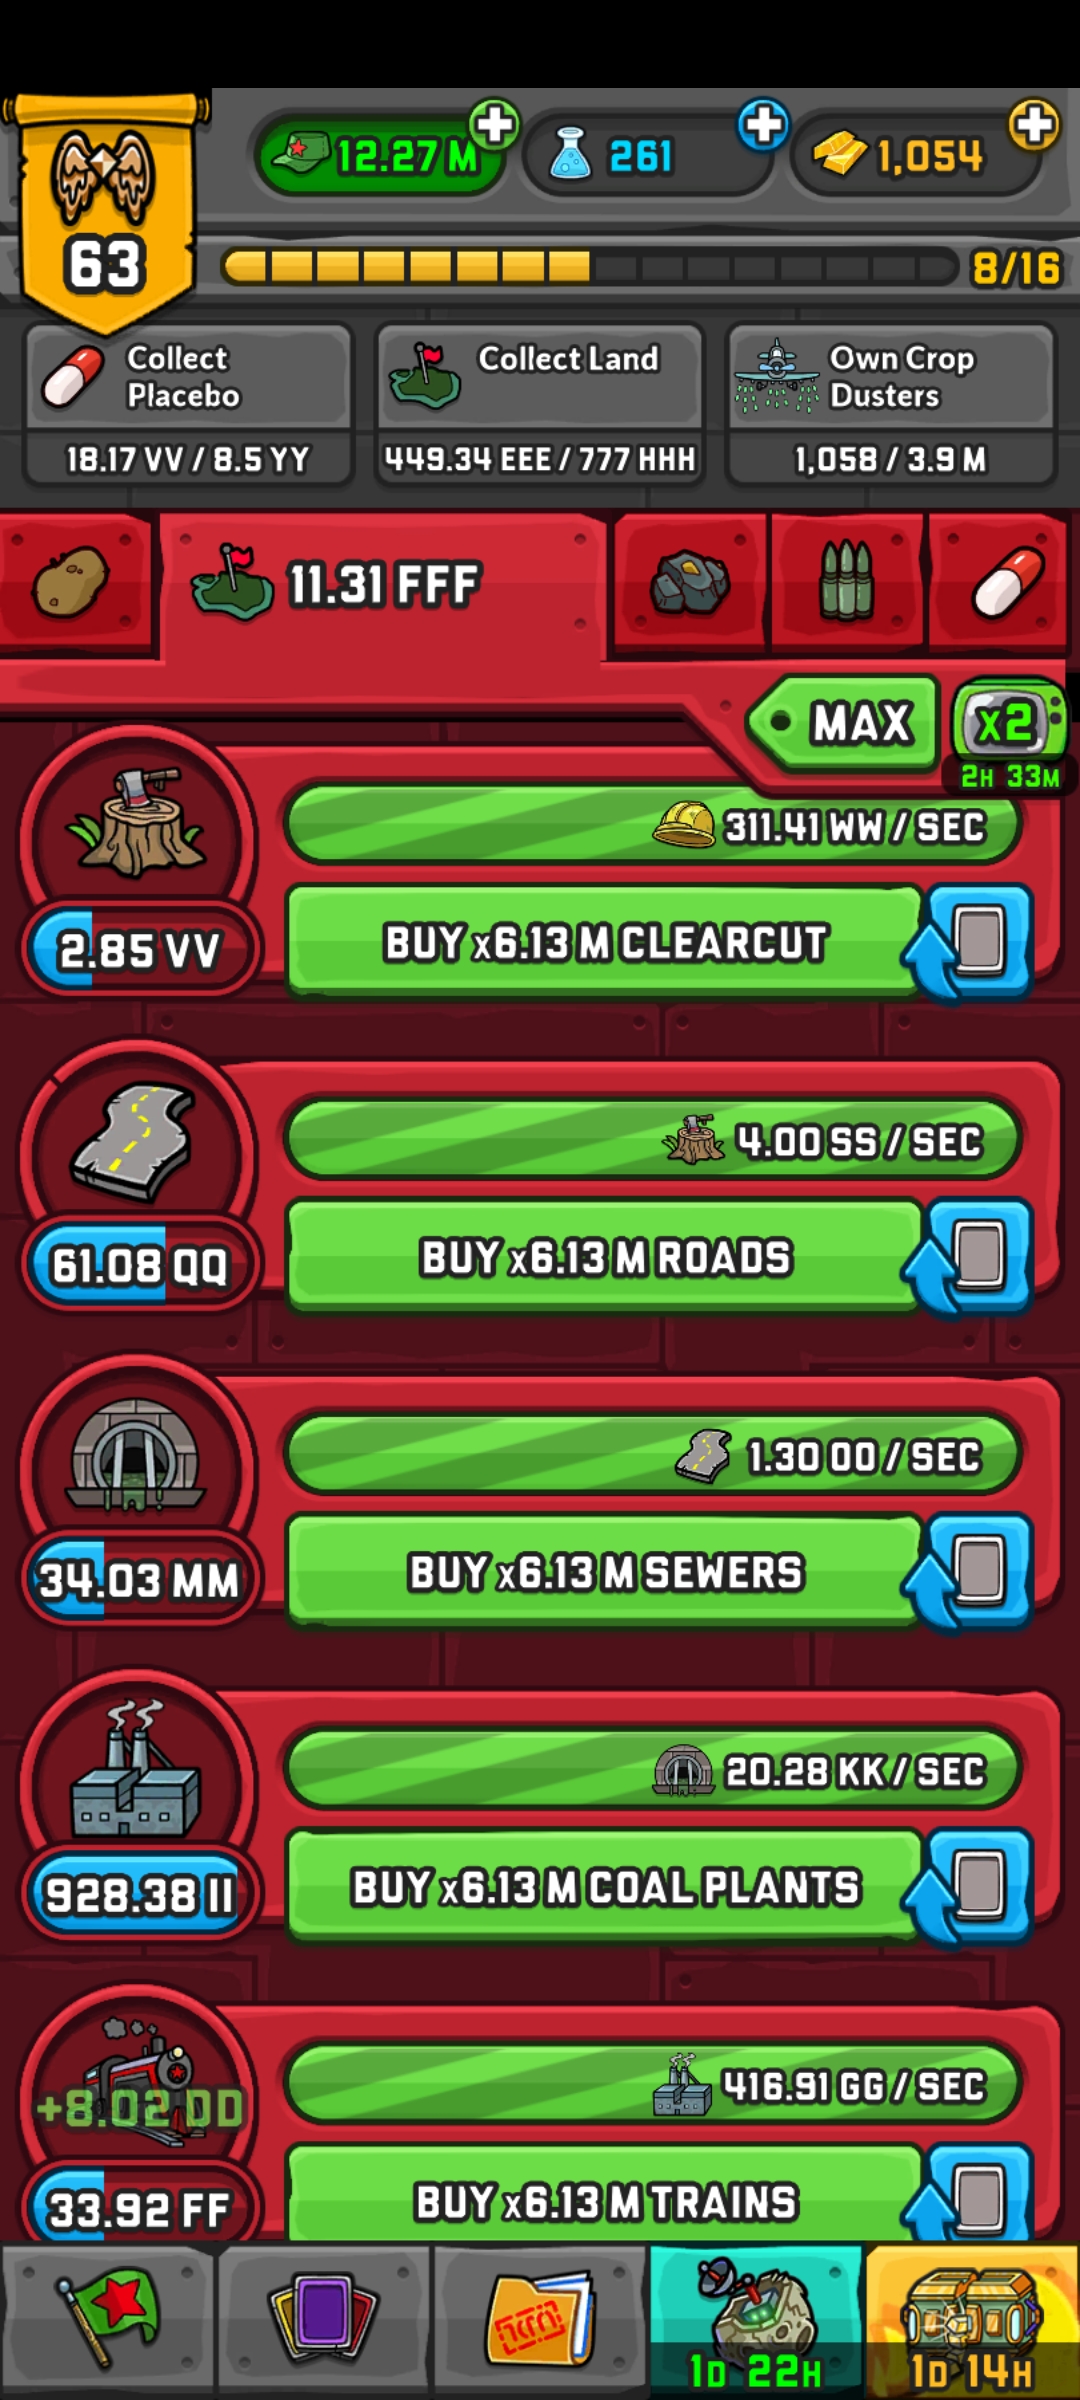 12.27 M
261
1,054
63
8/16
Collect
Placebo
18.17 VV / 8.5 YY
Collect Land
449.34 EEE / 777 HHH
Own Crop
Dusters
1,058 / 3.9 M
11.31 FFF
MAX
X2
2H 33M
311.41 WW / SEC
2.85 VV
BUY x6.13 M CLEARCUT
4.00 SS / SEC
61.08 QQ
BUY x6.13 M ROADS
1.30 OO / SEC
34.03 MM
BUY x6.13 M SEWERS
20.28 KK / SEC
928.38 II
BUY x6.13 M COAL PLANTS
+8.02 DD
416.91 GG / SEC
33.92 FF
BUY x6.13 M TRAINS
1D 22H
1D 14H